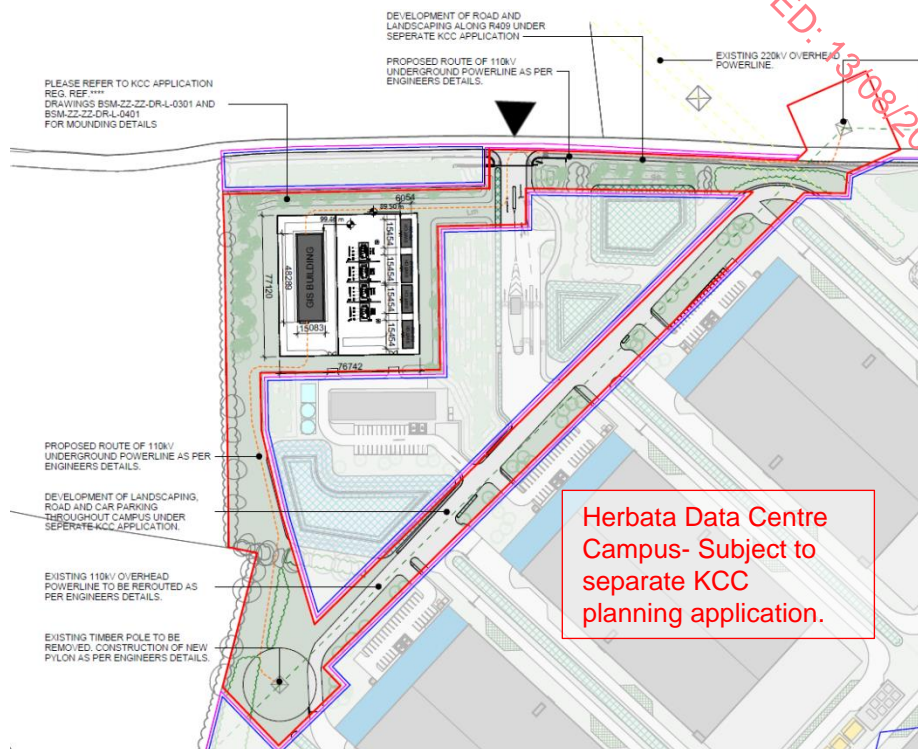 DEVELOPMENT OF ROAD AND
LANDSCAPING ALONG R409 UNDER
SEPERATE KCC APPLICATION
ED: 13/08/20
EXISTING 220kV OVERHEAD
POWERLINE.
PROPOSED ROUTE OF 110kV
UNDERGROUND POWERLINE AS PER
ENGINEERS DETAILS.
PLEASE REFER TO KCC APPLICATION
REG. REF.****
DRAWINGS BSM-ZZ-ZZ-DR-L-0301 AND
BSM-ZZ-ZZ-DR-L-0401
FOR MOUNDING DETAILS
6054
15454
15454
15454
15454
77120
48289
GIS BUILDING
15083
76742
PROPOSED ROUTE OF 110kV
UNDERGROUND POWERLINE AS PER
ENGINEERS DETAILS.
DEVELOPMENT OF LANDSCAPING,
ROAD AND CAR PARKING
THROUGHOUT CAMPUS UNDER
SEPERATE KCC APPLICATION.
EXISTING 110kV OVERHEAD
POWERLINE TO BE REROUTED AS
PER ENGINEERS DETAILS.
EXISTING TIMBER POLE TO BE
REMOVED. CONSTRUCTION OF NEW
PYLON AS PER ENGINEERS DETAILS.
Herbata Data Centre
Campus- Subject to
separate KCC
planning application.